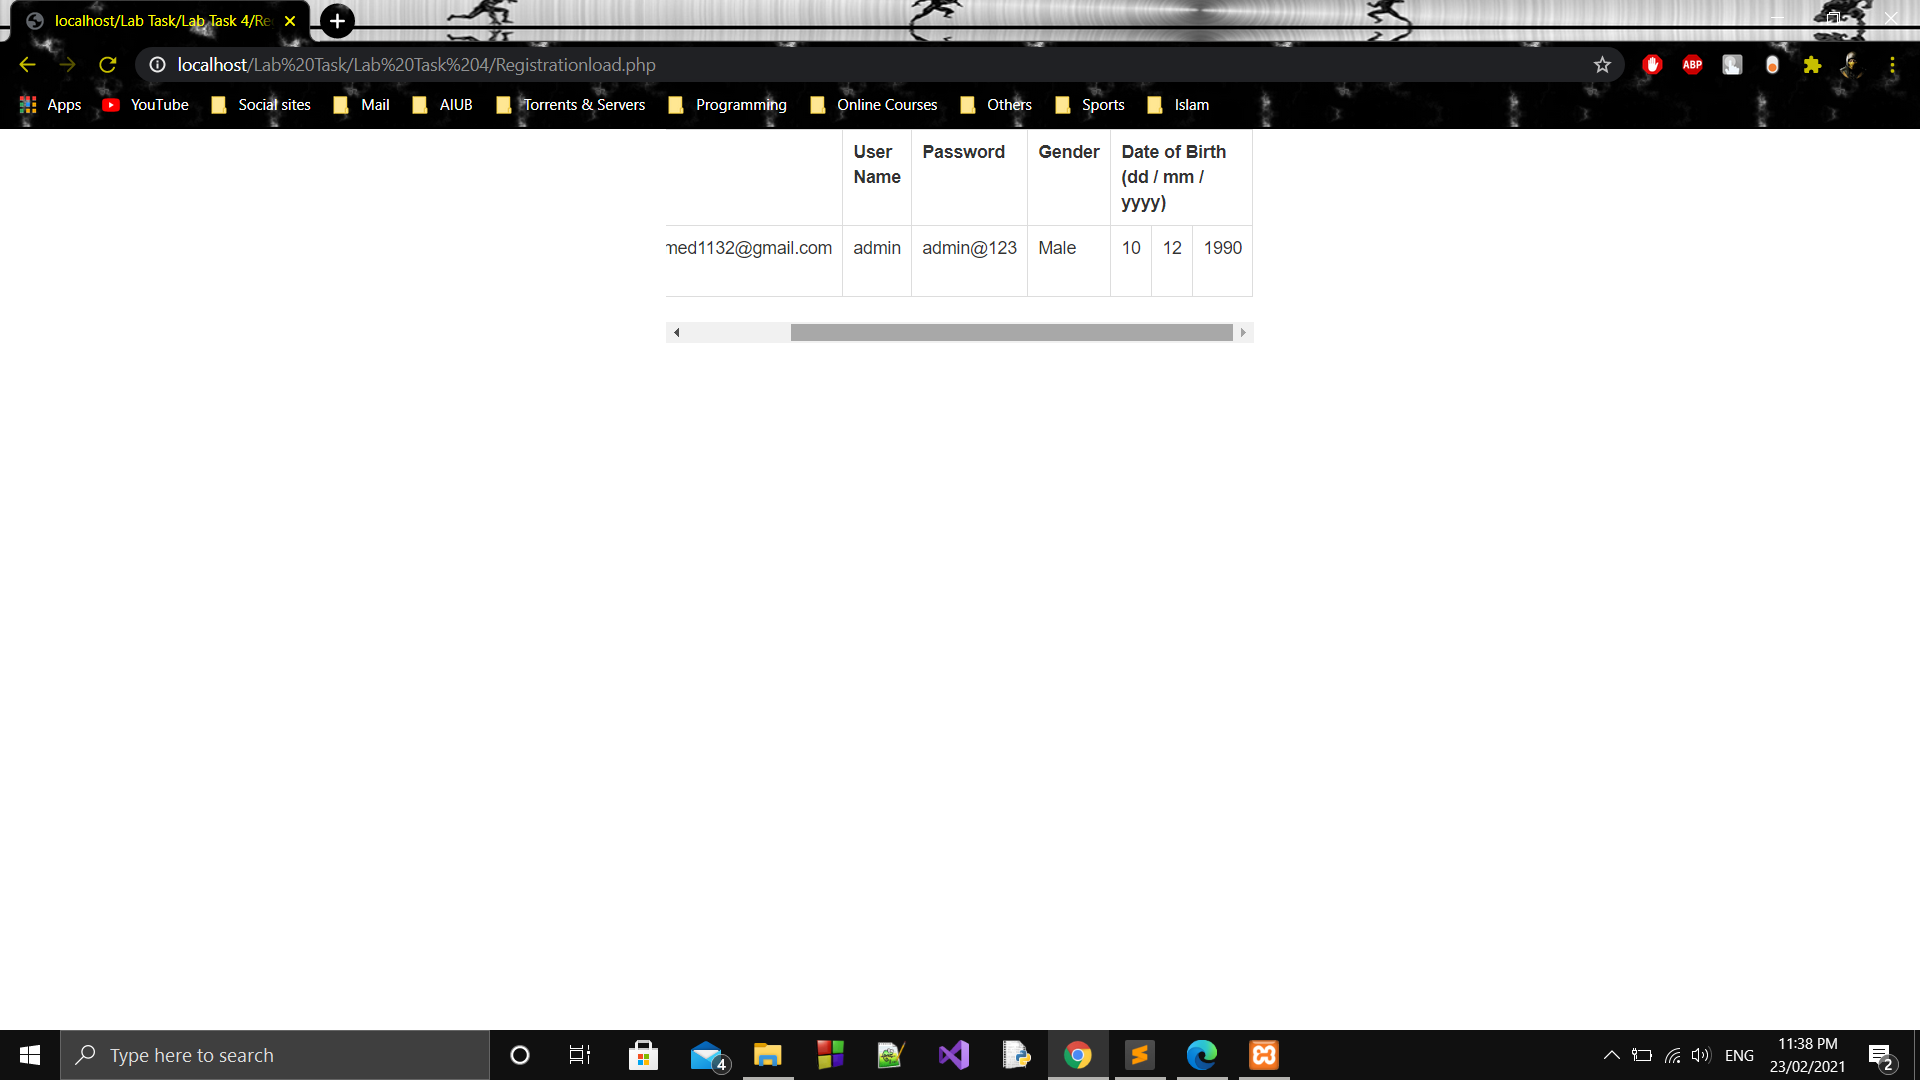 localhost/Lab Task/Lab Task 4/Re
localhost/Lab%20Task/Lab%20Task%204/Registrationload.php
ABP
Apps YouTube Social sites Mail AIUB Torrents & Servers Programming Online Courses Others Sports Islam
User Name Password Gender Date of Birth (dd / mm / yyyy)
med1132@gmail.com admin admin@123 Male 10 12 1990
Type here to search
4
ENG
11:38 PM
23/02/2021
2